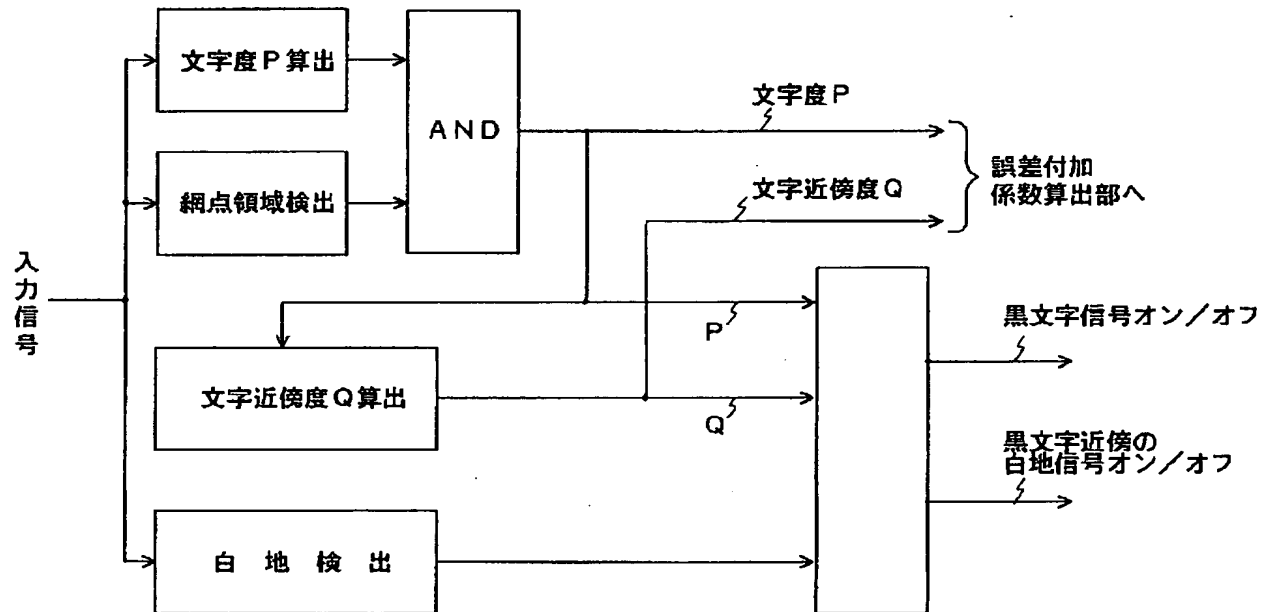 文字度P算出
AND
文字度P
網点領域検出
文字近傍度Q
誤差付加
係数算出部へ
入力信号
P
黒文字信号オン／オフ
文字近傍度Q算出
Q
黒文字近傍の
白地信号オン／オフ
白地検出